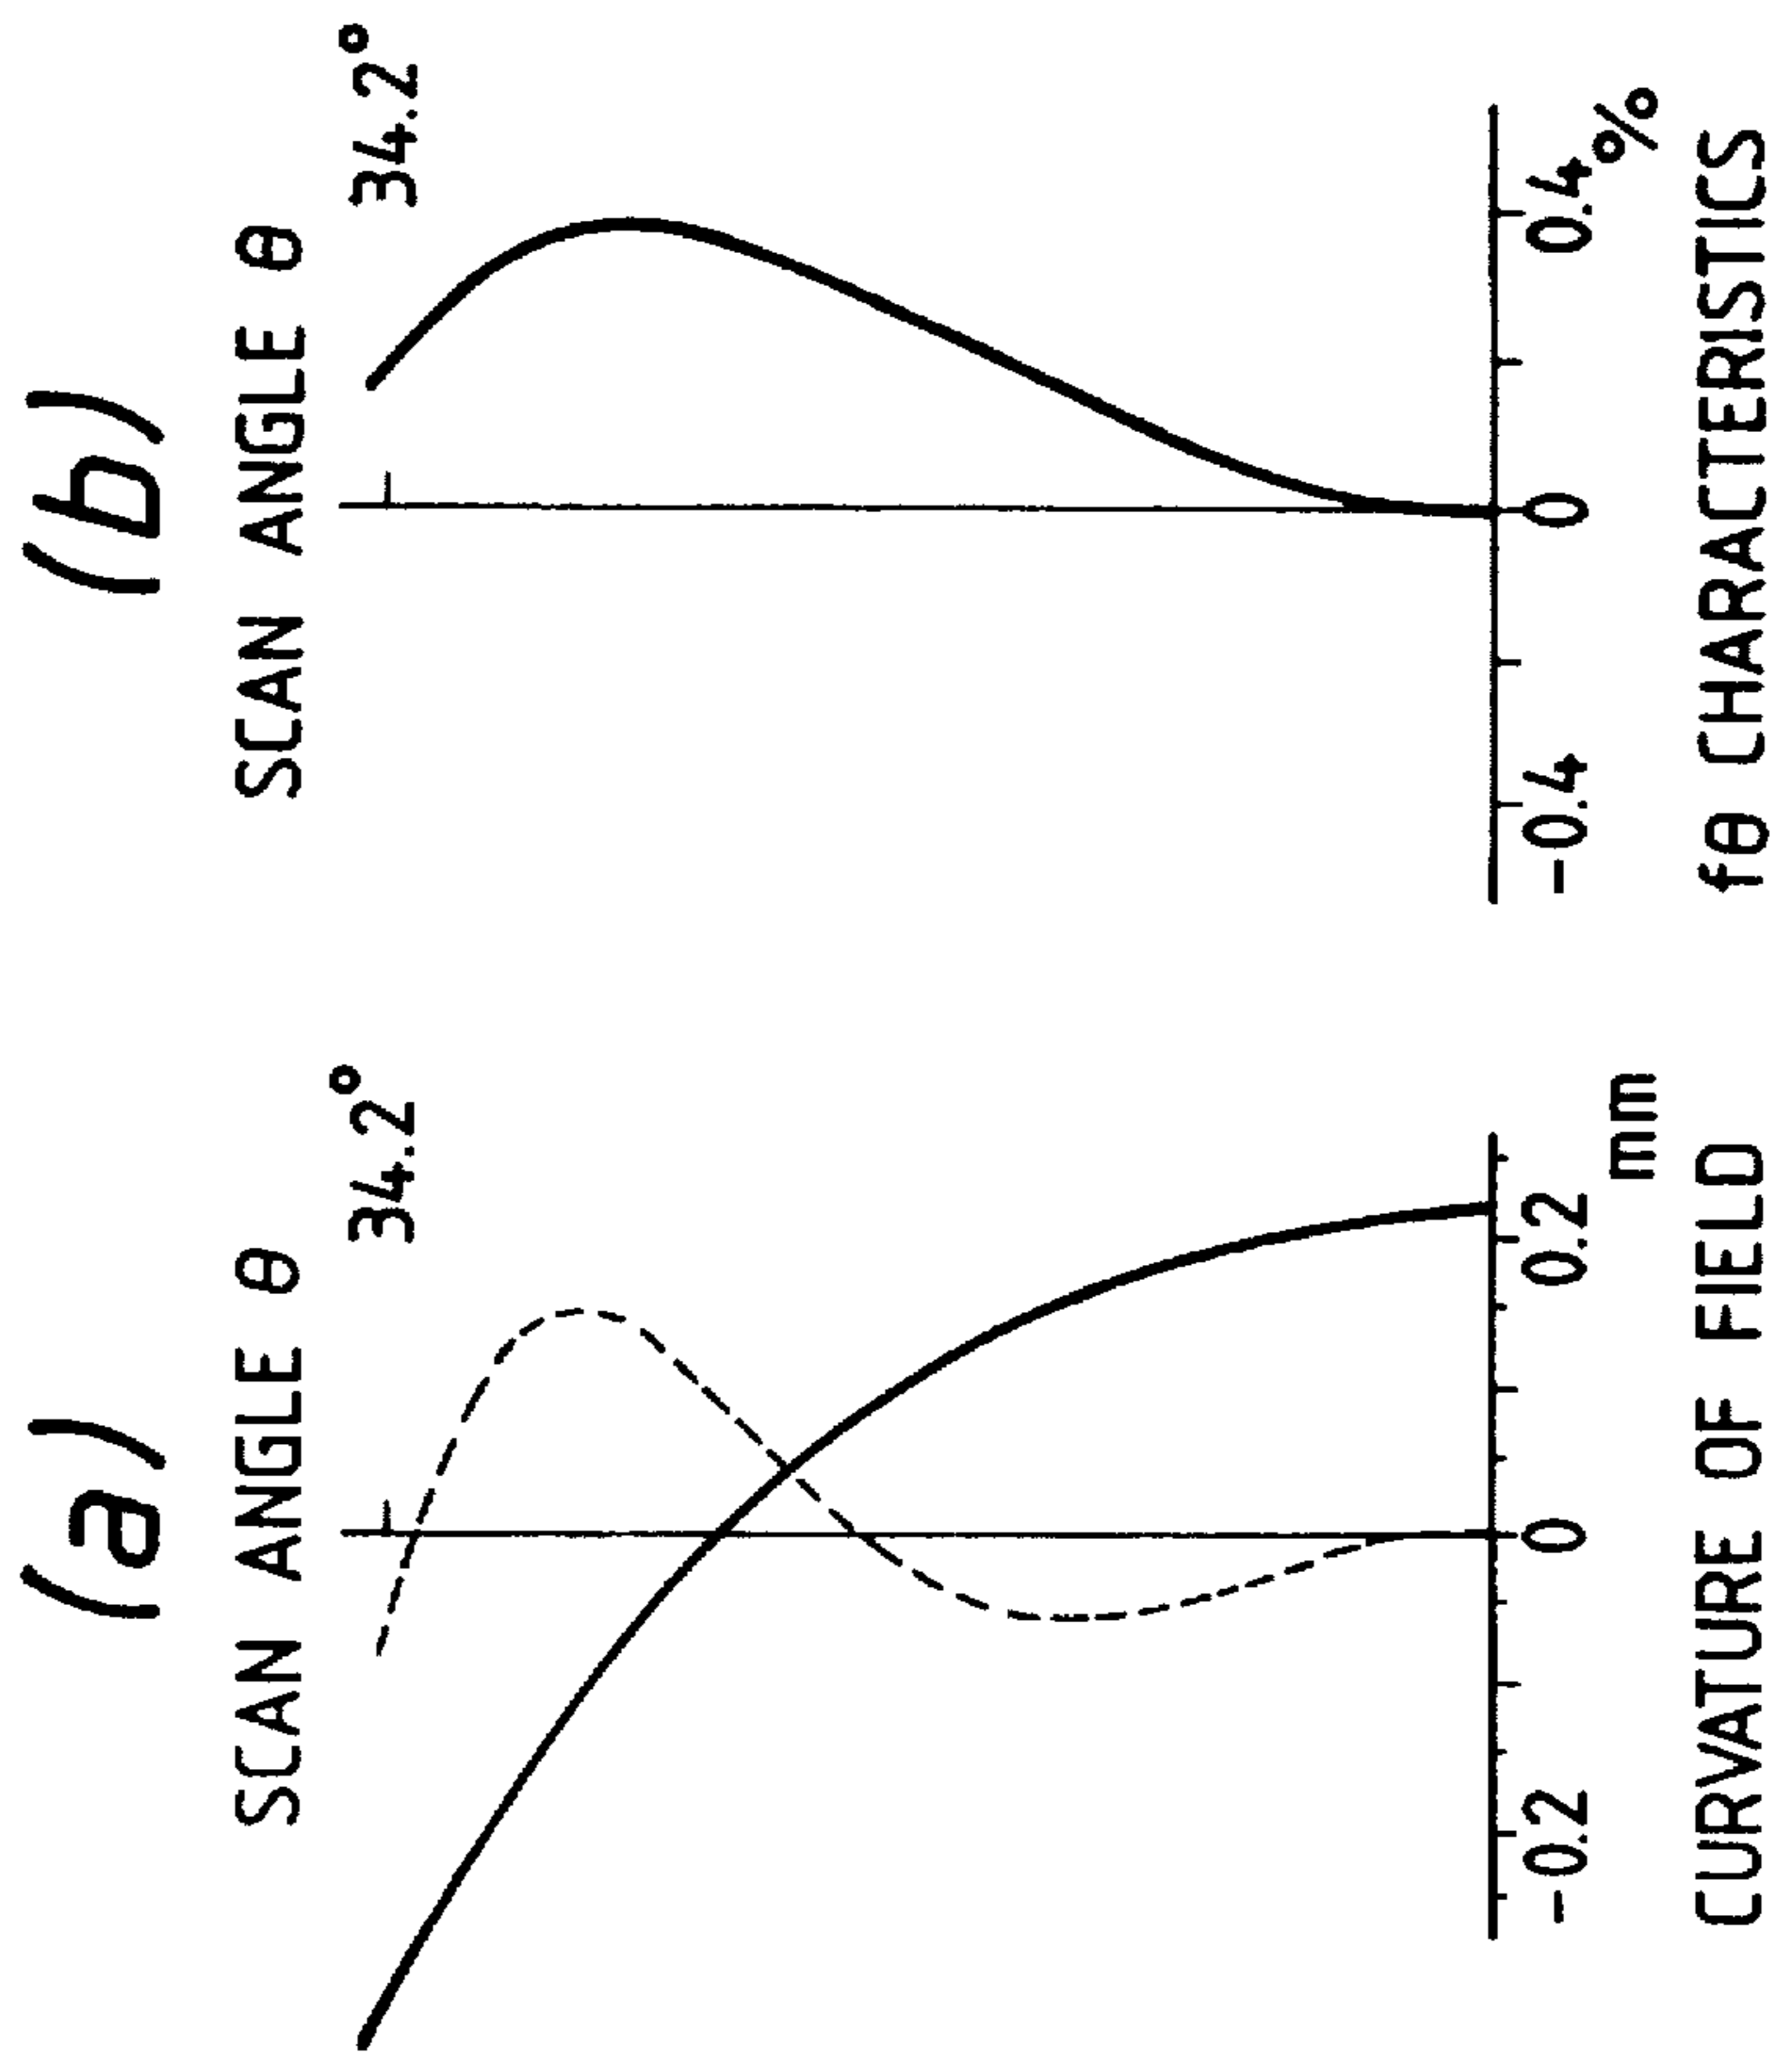 (a)
SCAN ANGLE θ
34.2°
-0.2
0
0.2
mm
CURVATURE OF FIELD
(b)
SCAN ANGLE θ
34.2°
-0.4
0
0.4%
fθ CHARACTERISTICS